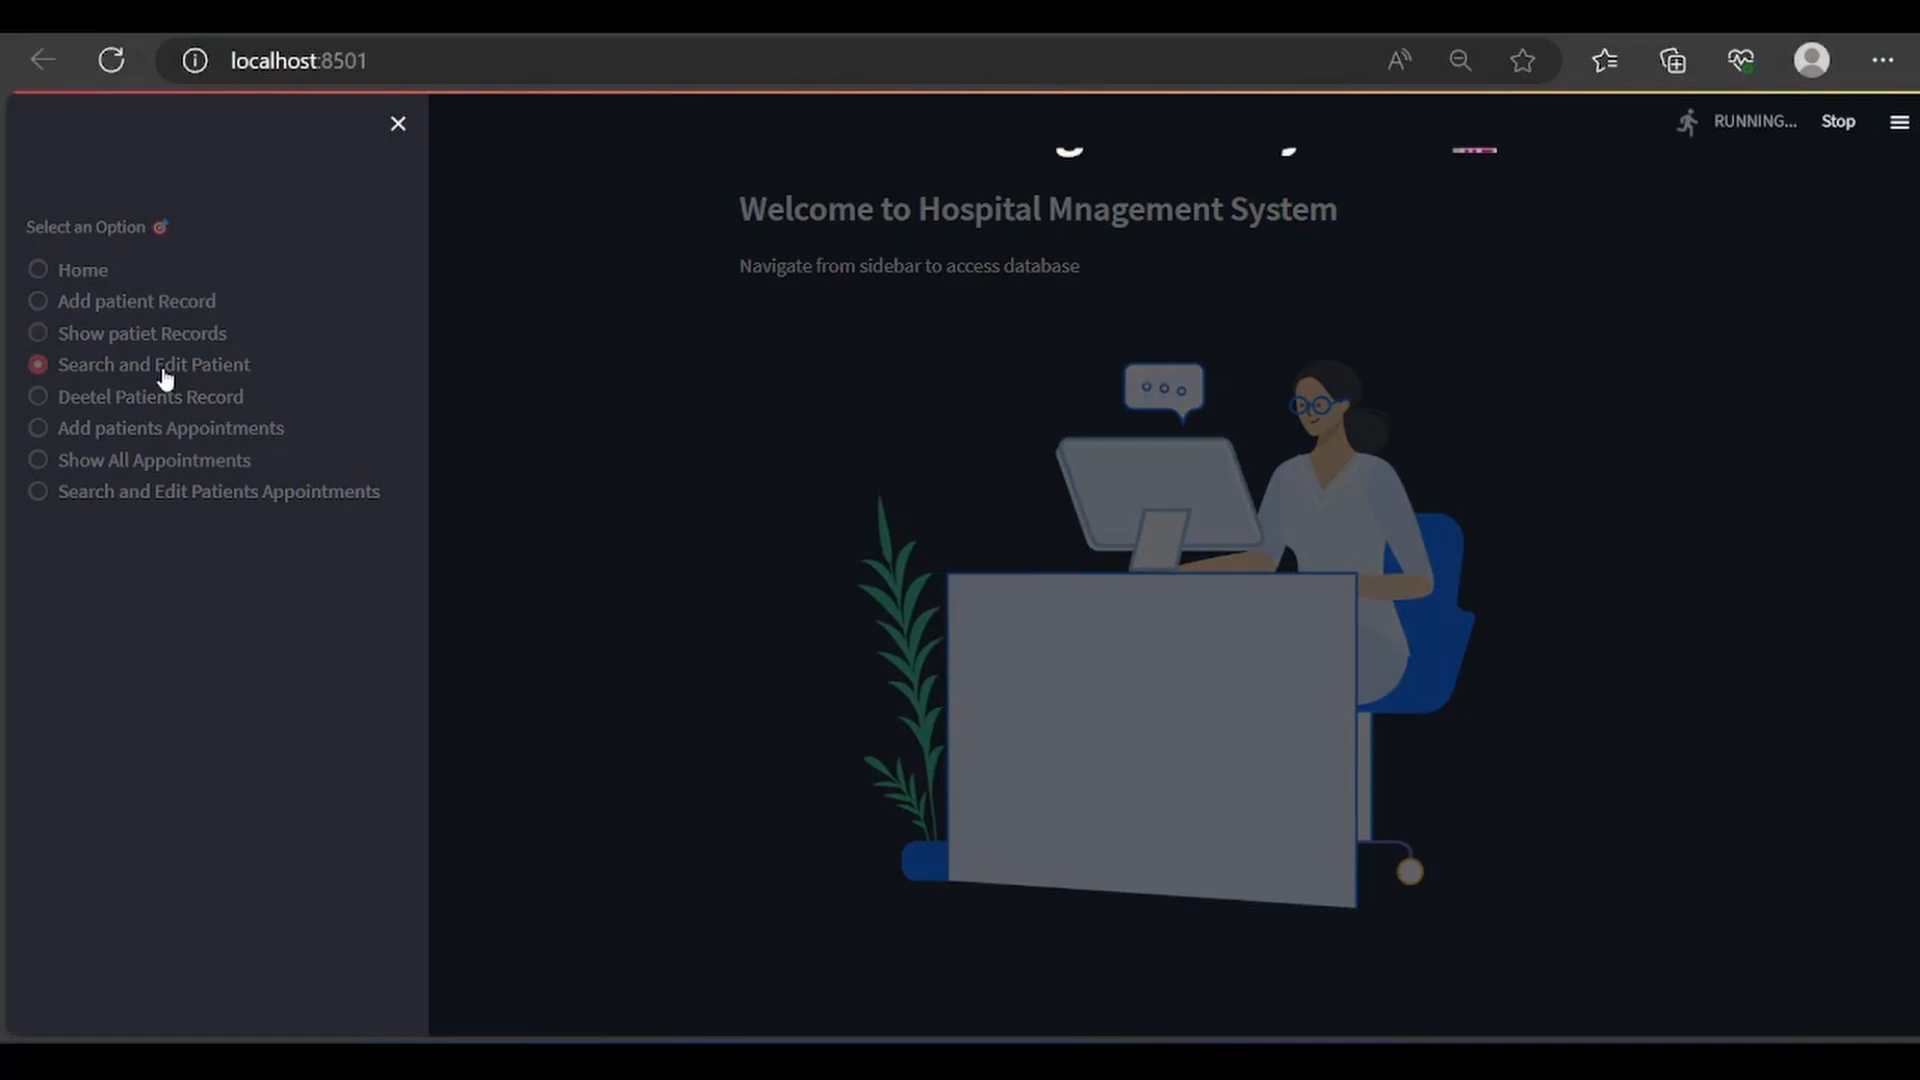 localhost:8501
RUNNING...
Stop
Select an Option
Home
Add patient Record
Show patiet Records
Search and Edit Patient
Deetel Patients Record
Add patients Appointments
Show All Appointments
Search and Edit Patients Appointments
Welcome to Hospital Mnagement System
Navigate from sidebar to access database